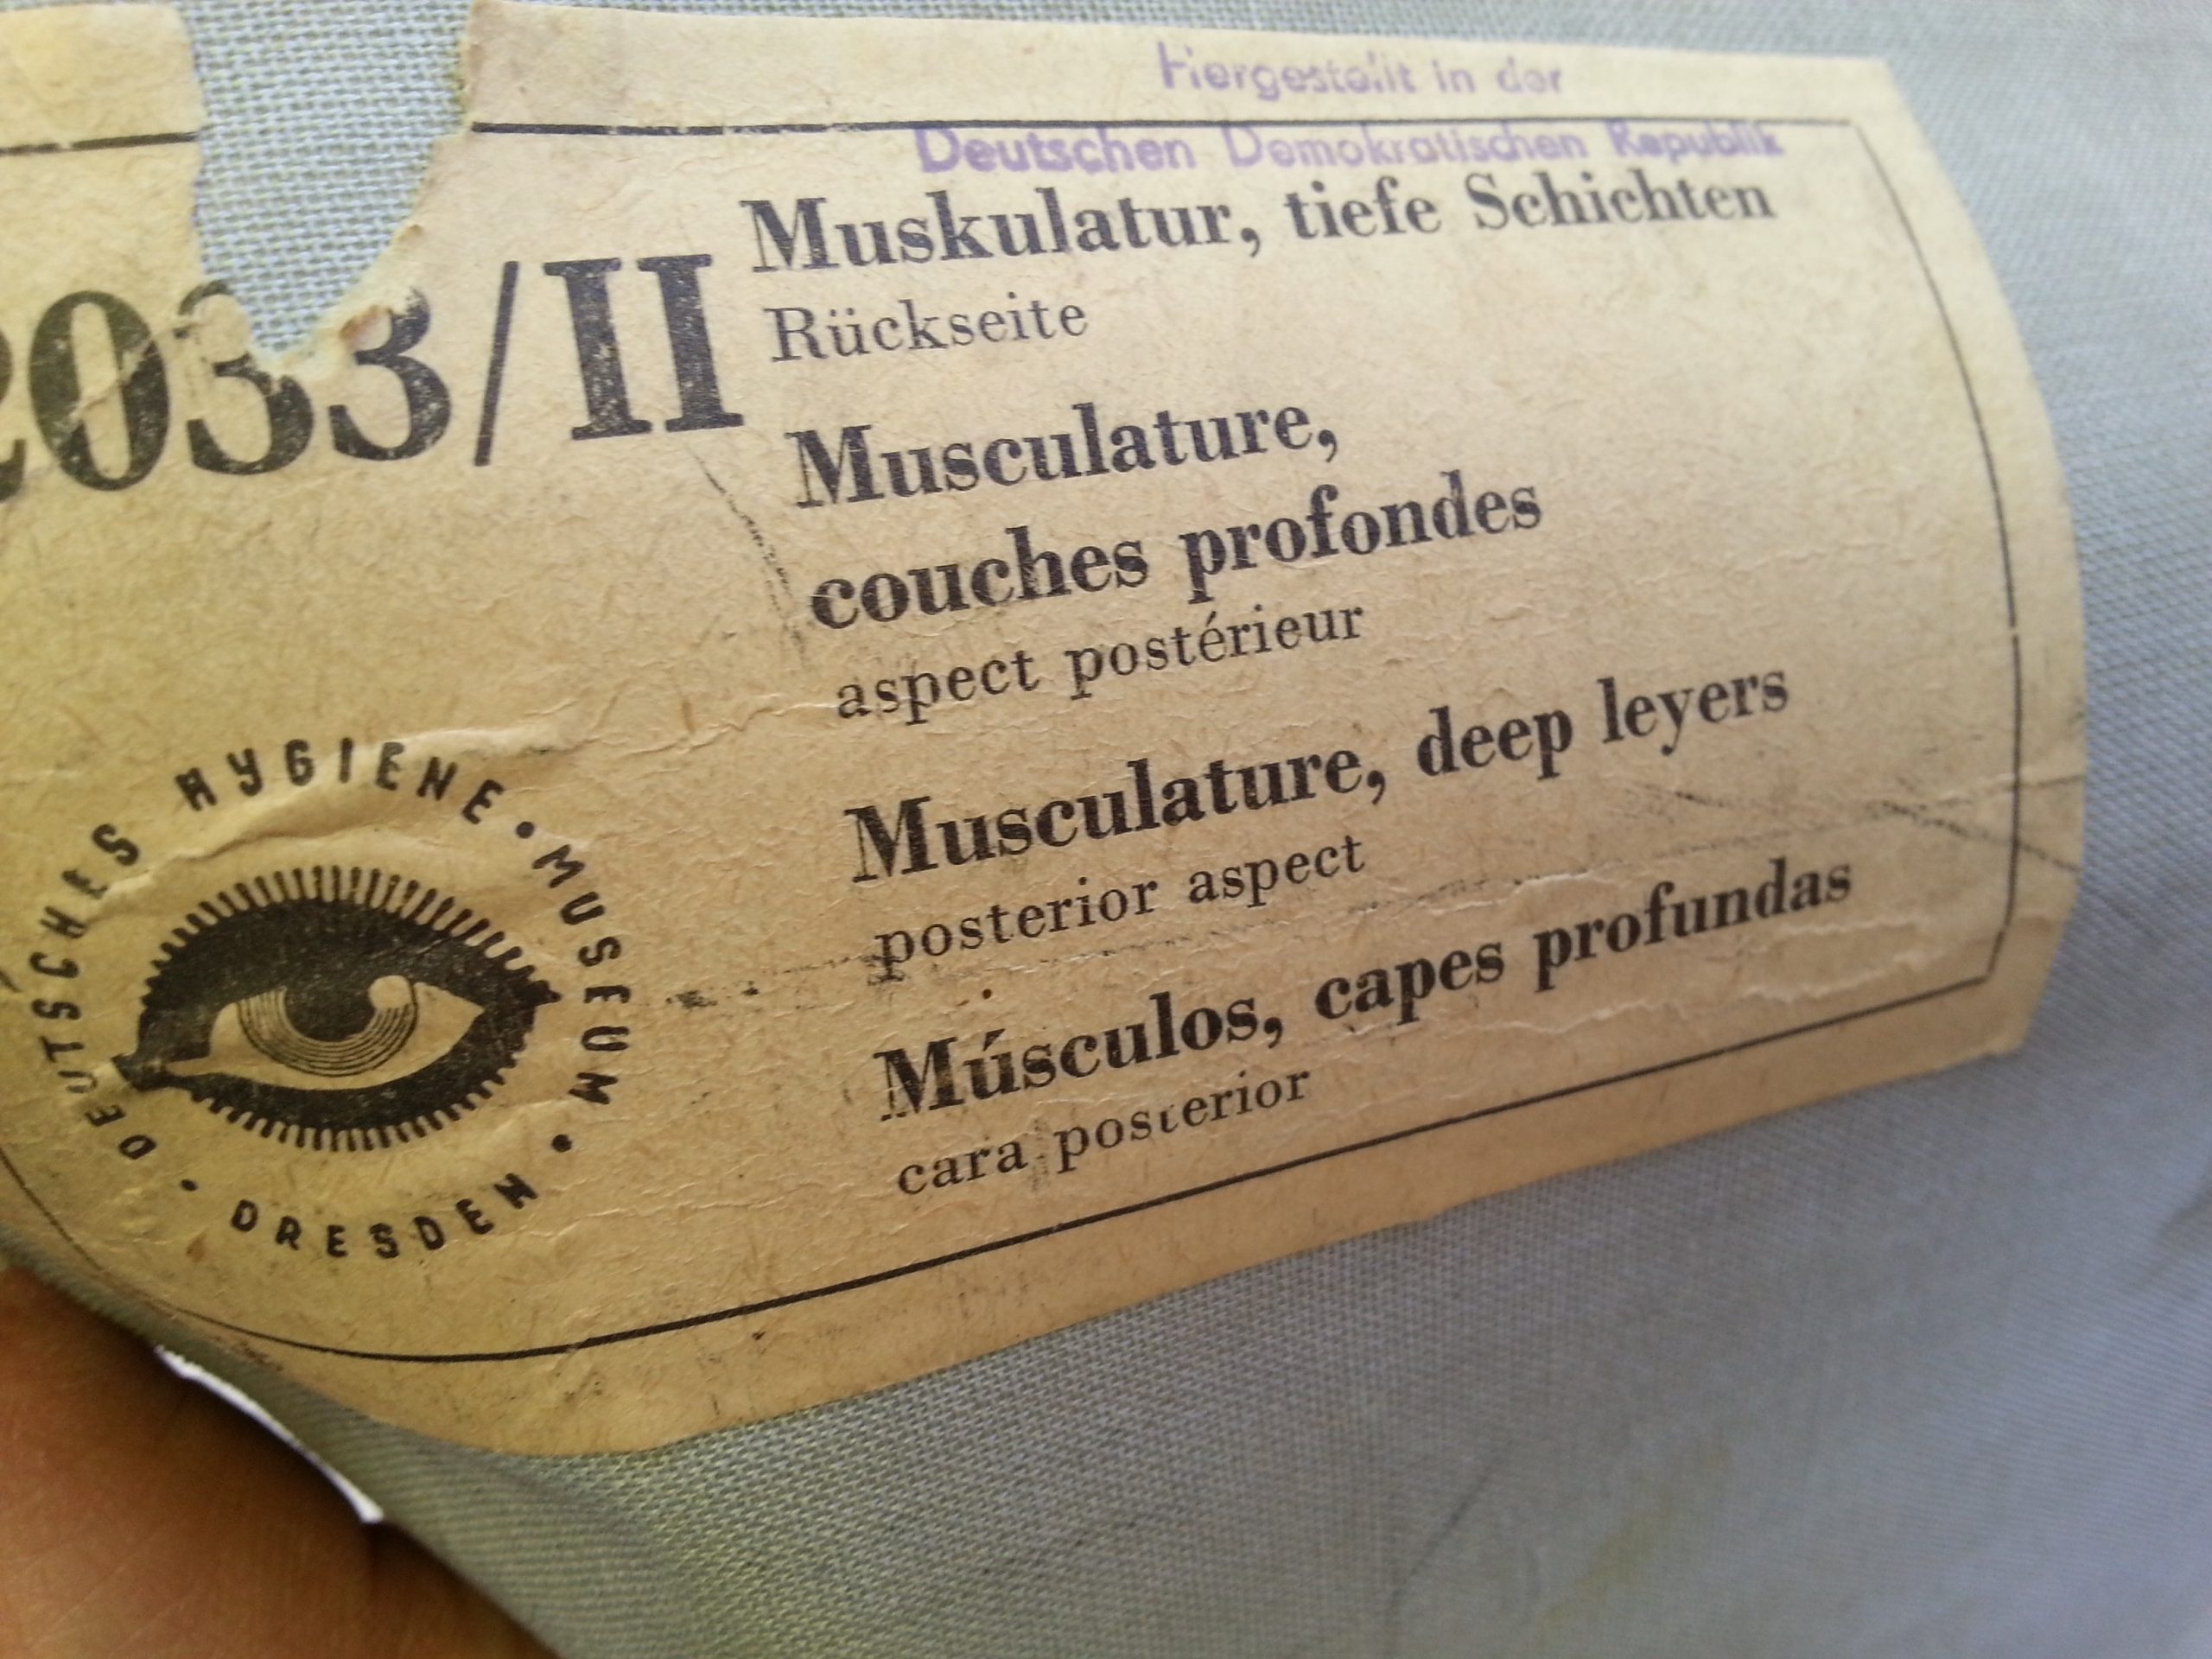 Hergestellt in der
Deutschen Demokratischen Republik
2033/II
Muskulatur, tiefe Schichten
Rückseite
Musculature,
couches profondes
aspect postérieur
Musculature, deep leyers
posterior aspect
Músculos, capes profundas
cara posterior
DEUTSCHES HYGIENE • MUSEUM • DRESDEN •